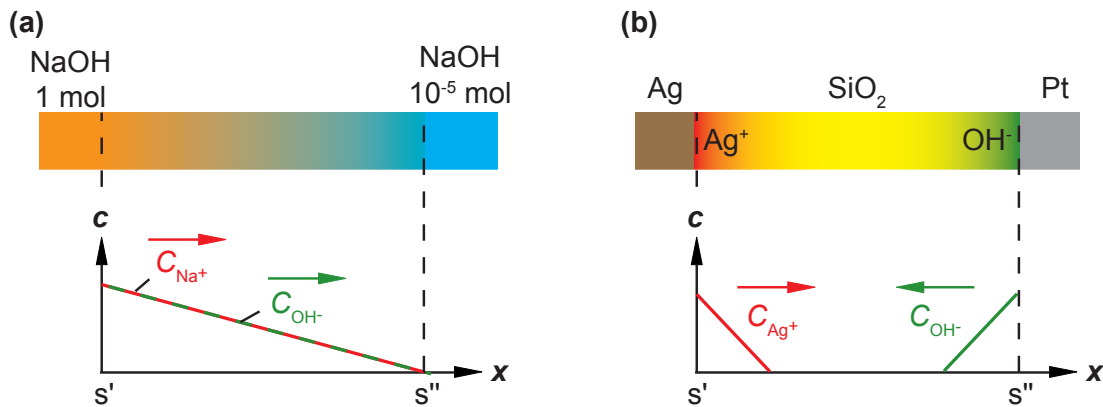 (a)
NaOH
1 mol
NaOH
10⁻⁵ mol
c
C_Na+
C_OH-
x
s'
s"
(b)
Ag
SiO₂
Pt
Ag⁺
OH⁻
c
C_Ag+
C_OH-
x
s'
s"